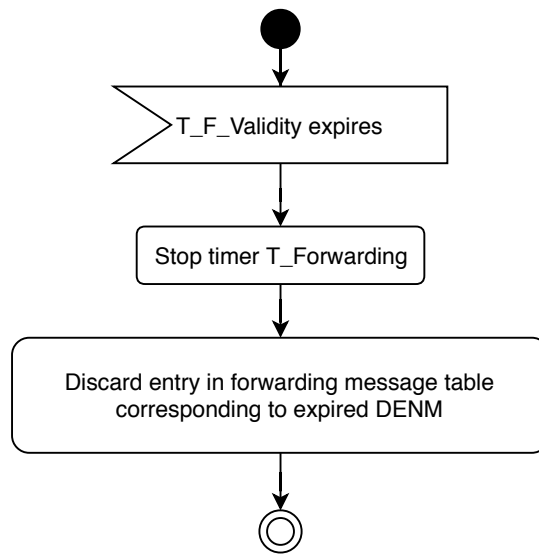 T_F_Validity expires
Stop timer T_Forwarding
Discard entry in forwarding message table
corresponding to expired DENM